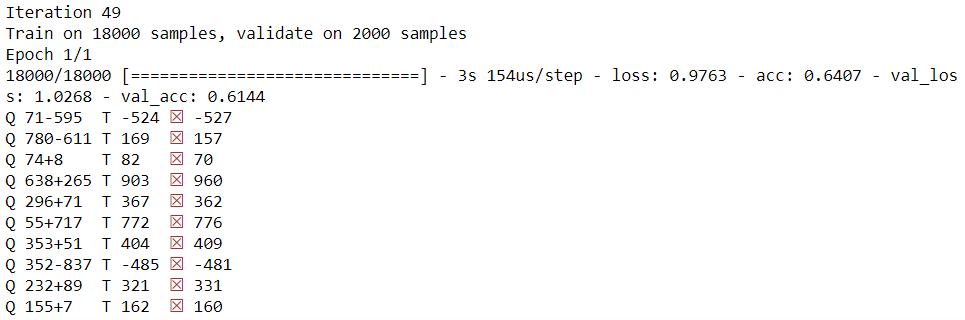 Iteration 49
Train on 18000 samples, validate on 2000 samples
Epoch 1/1
18000/18000 [==============================] - 3s 154us/step - loss: 0.9763 - acc: 0.6407 - val_los
s: 1.0268 - val_acc: 0.6144
Q 71-595  T -524 ☒ -527
Q 780-611 T 169  ☒ 157
Q 74+8    T 82   ☒ 70
Q 638+265 T 903  ☒ 960
Q 296+71  T 367  ☒ 362
Q 55+717  T 772  ☒ 776
Q 353+51  T 404  ☒ 409
Q 352-837 T -485 ☒ -481
Q 232+89  T 321  ☒ 331
Q 155+7   T 162  ☒ 160